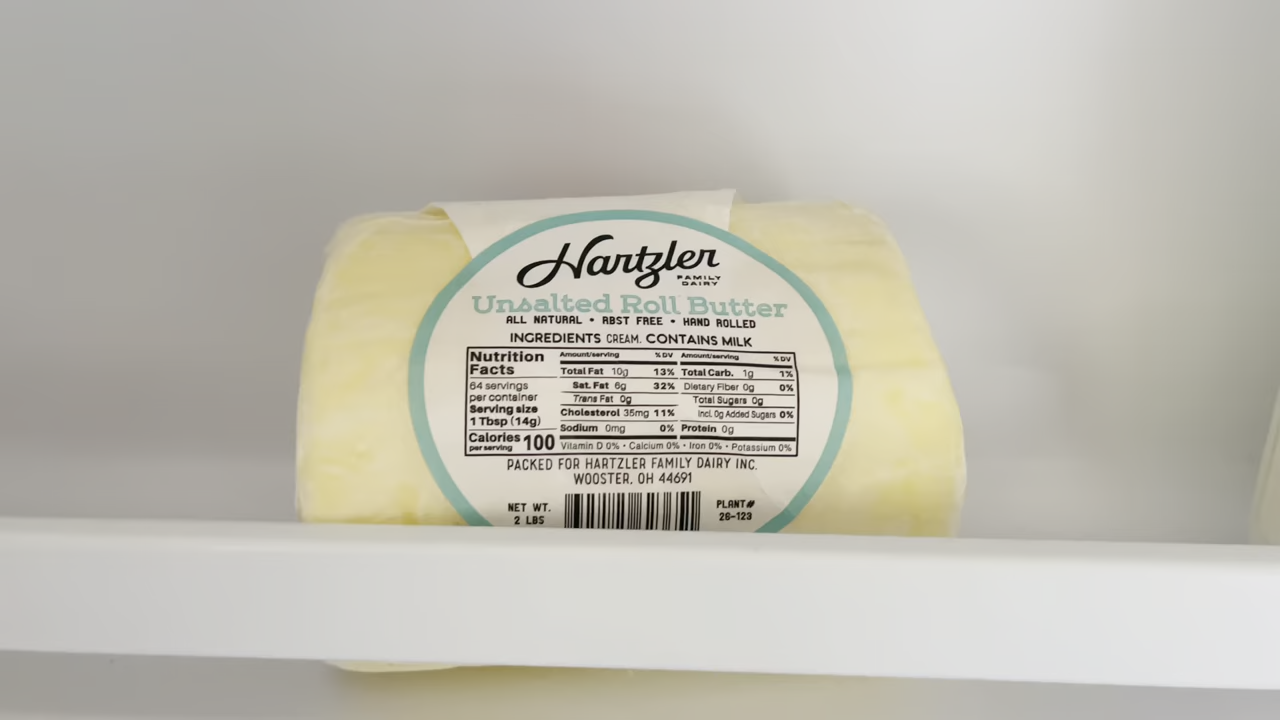 Hartzler
FAMILY
DAIRY
Unsalted Roll Butter
ALL NATURAL • RBST FREE • HAND ROLLED
INGREDIENTS CREAM. CONTAINS MILK
Nutrition
Facts
64 servings
per container
Serving size
1 Tbsp (14g)
Calories 100
per serving
Amount/serving %DV
Total Fat 10g 13%
Sat. Fat 6g 32%
Trans Fat 0g
Cholesterol 35mg 11%
Sodium 0mg 0%
Amount/serving %DV
Total Carb. 1g 1%
Dietary Fiber 0g 0%
Total Sugars 0g
Incl. 0g Added Sugars 0%
Protein 0g
Vitamin D 0% • Calcium 0% • Iron 0% • Potassium 0%
PACKED FOR HARTZLER FAMILY DAIRY INC.
WOOSTER, OH 44691
NET WT.
2 LBS
PLANT#
26-123